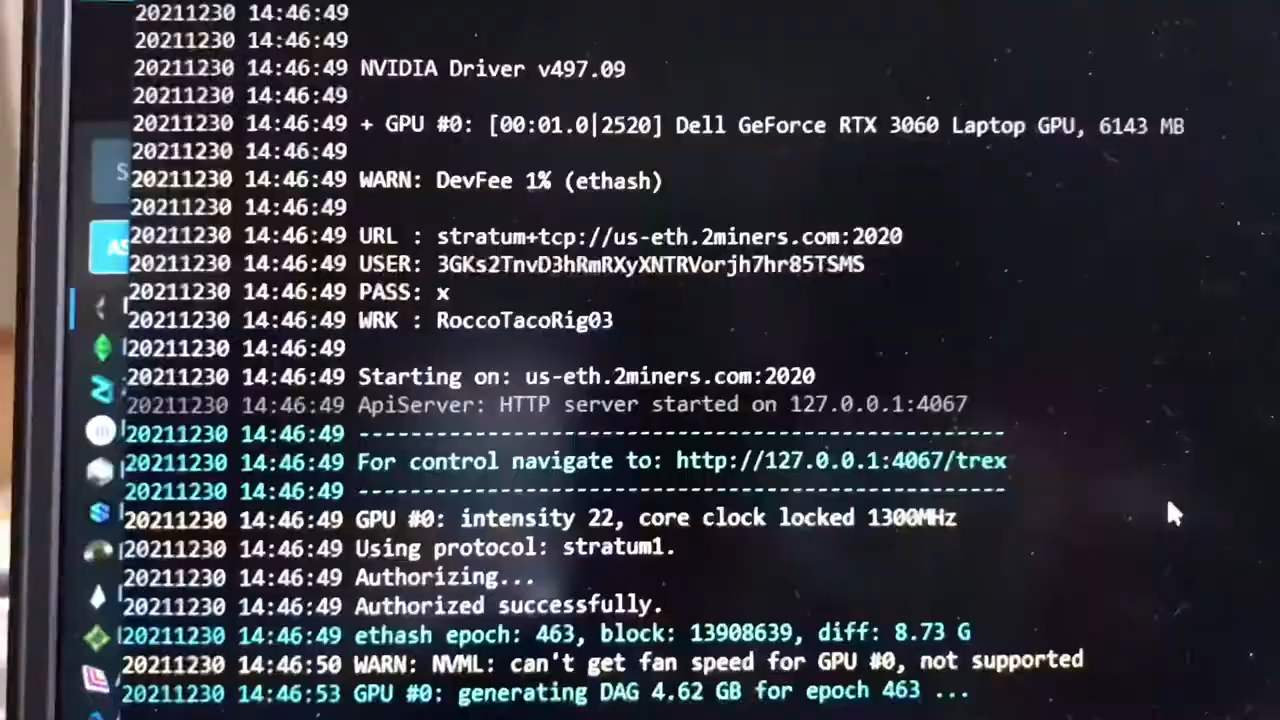 20211230 14:46:49
20211230 14:46:49
20211230 14:46:49 NVIDIA Driver v497.09
20211230 14:46:49
20211230 14:46:49 + GPU #0: [00:01.0|2520] Dell GeForce RTX 3060 Laptop GPU, 6143 MB
20211230 14:46:49
20211230 14:46:49 WARN: DevFee 1% (ethash)
20211230 14:46:49
20211230 14:46:49 URL : stratum+tcp://us-eth.2miners.com:2020
20211230 14:46:49 USER: 3GKs2TnvD3hRmRXyXNTRVorjh7hr85TSMS
20211230 14:46:49 PASS: x
20211230 14:46:49 WRK : RoccoTacoRig03
20211230 14:46:49
20211230 14:46:49 Starting on: us-eth.2miners.com:2020
20211230 14:46:49 ApiServer: HTTP server started on 127.0.0.1:4067
20211230 14:46:49 -----------------------------------------------------
20211230 14:46:49 For control navigate to: http://127.0.0.1:4067/trex
20211230 14:46:49 -----------------------------------------------------
20211230 14:46:49 GPU #0: intensity 22, core clock locked 1300MHz
20211230 14:46:49 Using protocol: stratum1.
20211230 14:46:49 Authorizing...
20211230 14:46:49 Authorized successfully.
20211230 14:46:49 ethash epoch: 463, block: 13908639, diff: 8.73 G
20211230 14:46:50 WARN: NVML: can't get fan speed for GPU #0, not supported
20211230 14:46:53 GPU #0: generating DAG 4.62 GB for epoch 463 ...